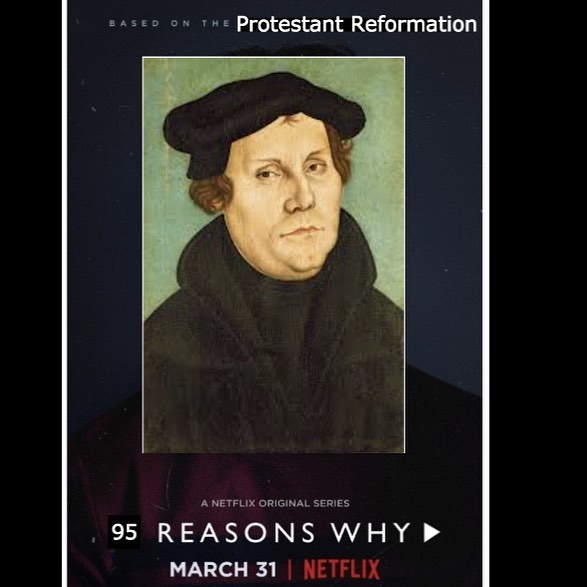 BASED ON THE Protestant Reformation
A NETFLIX ORIGINAL SERIES
95 REASONS WHY
MARCH 31 | NETFLIX